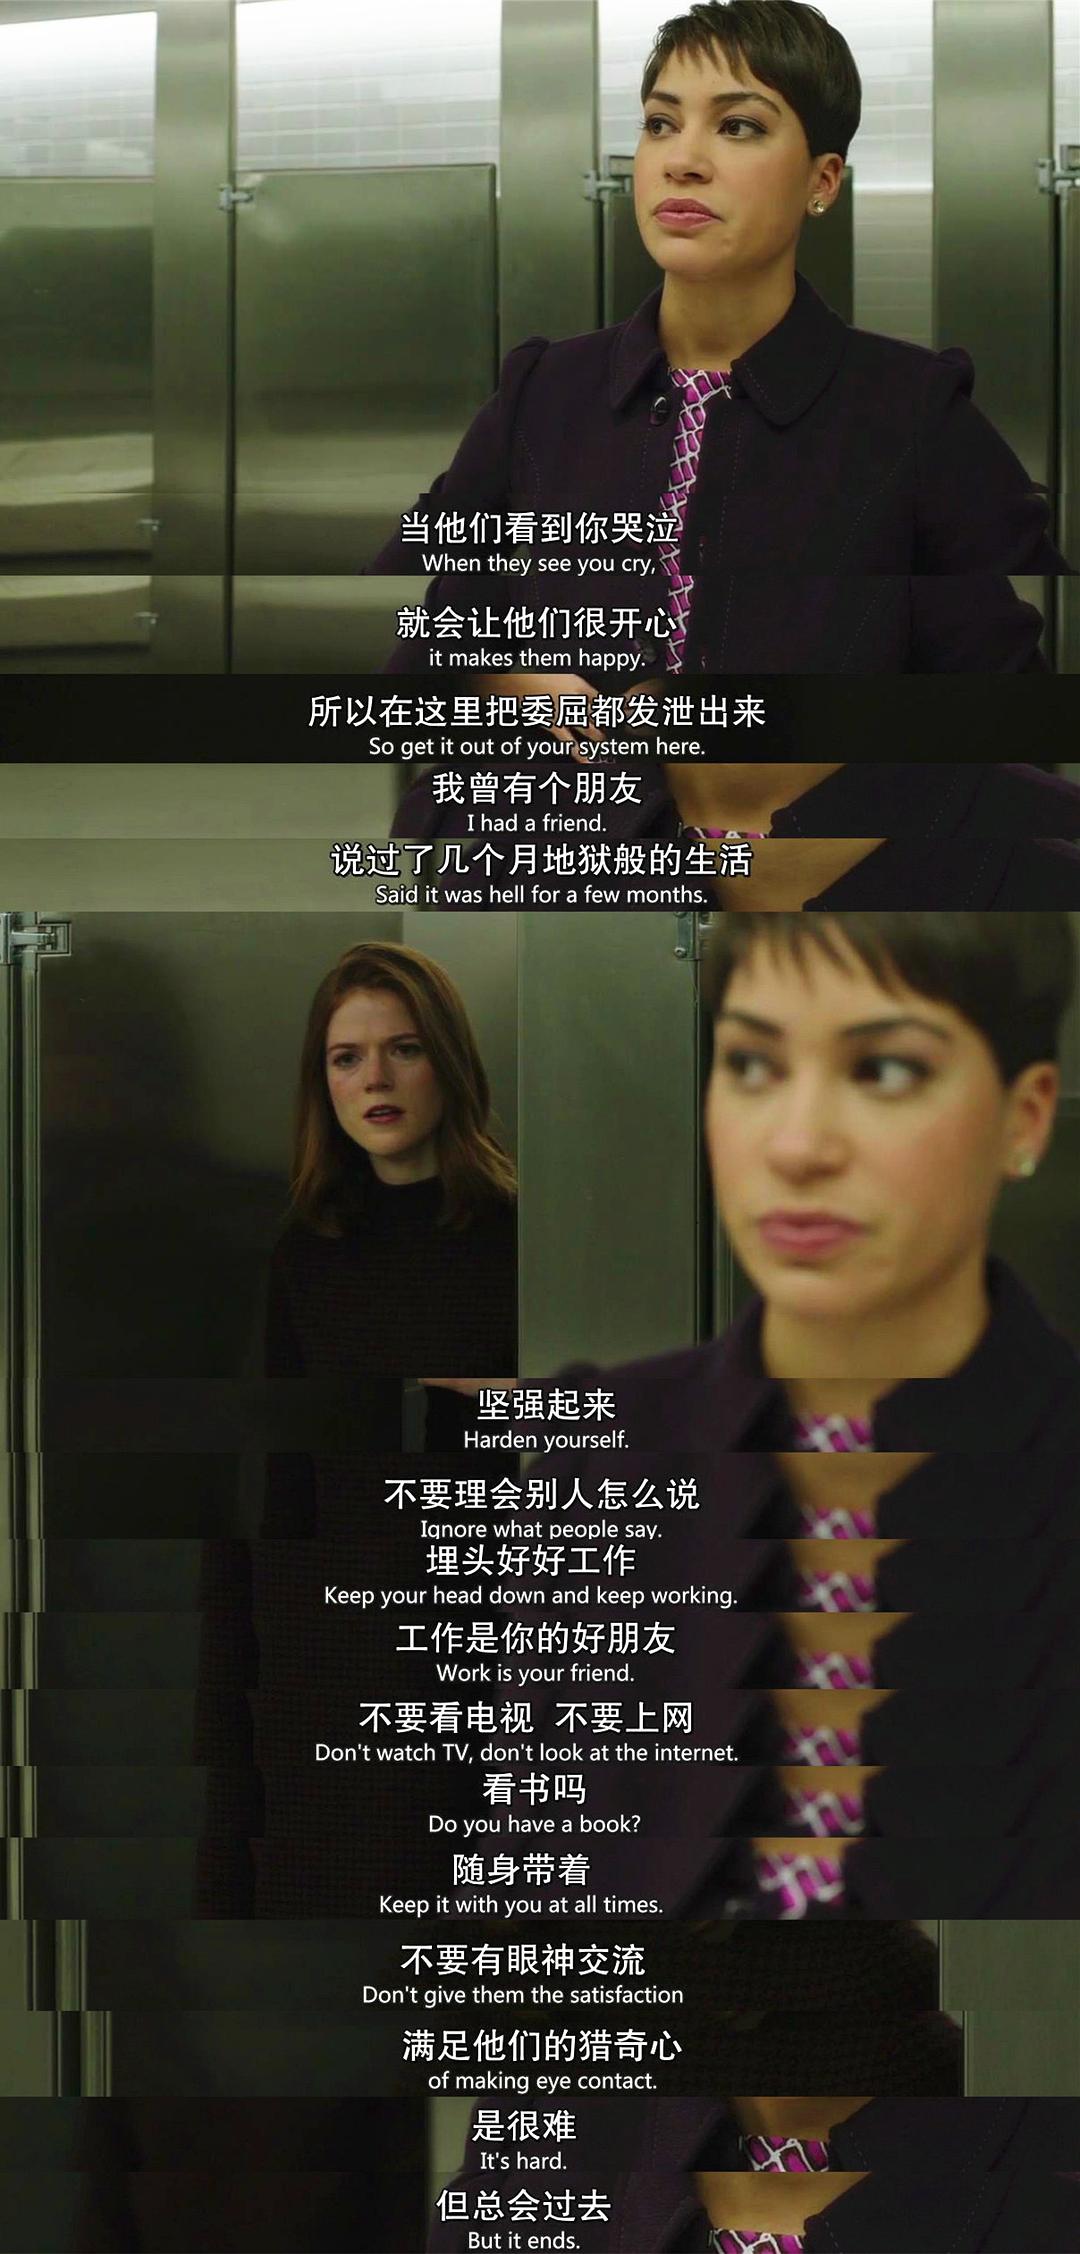 当他们看到你哭泣
When they see you cry,
就会让他们很开心
it makes them happy.
所以在这里把委屈都发泄出来
So get it out of your system here.
我曾有个朋友
I had a friend.
说过了几个月地狱般的生活
Said it was hell for a few months.
坚强起来
Harden yourself.
不要理会别人怎么说
Ignore what people say.
埋头好好工作
Keep your head down and keep working.
工作是你的好朋友
Work is your friend.
不要看电视 不要上网
Don't watch TV, don't look at the internet.
看书吗
Do you have a book?
随身带着
Keep it with you at all times.
不要有眼神交流
Don't give them the satisfaction
满足他们的猎奇心
of making eye contact.
是很难
It's hard.
但总会过去
But it ends.